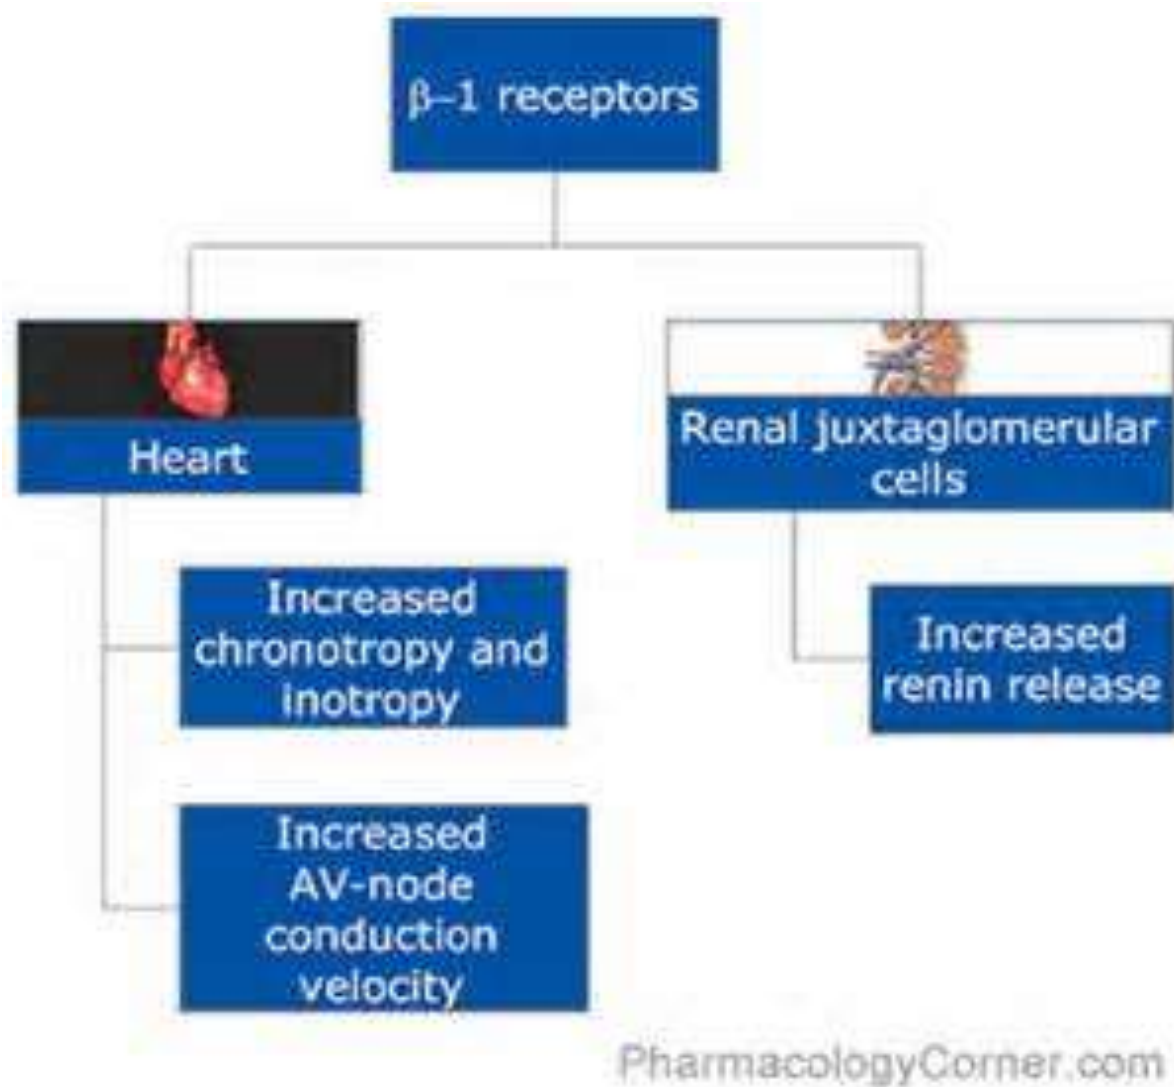 β–1 receptors
Heart
Renal juxtaglomerular
cells
Increased
chronotropy and
inotropy
Increased
renin release
Increased
AV-node
conduction
velocity
PharmacologyCorner.com